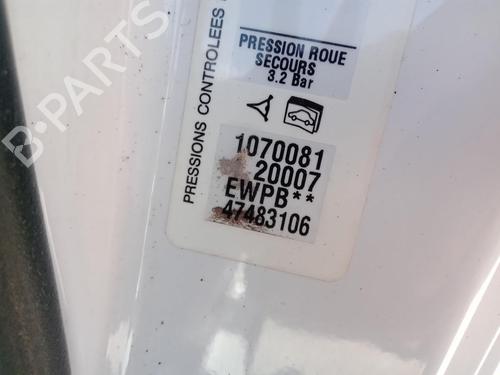 B-PARTS
PRESSIONS CONTROLEES
PRESSION ROUE
SECOURS
3.2 Bar
1070081
20007
EWPB**
47483106